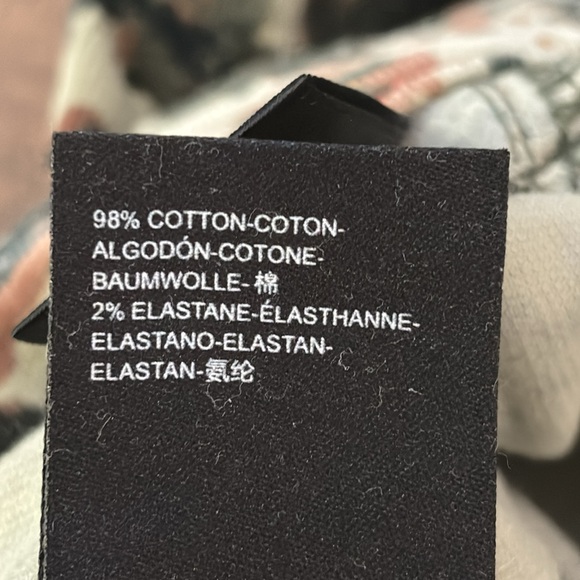 98% COTTON-COTON-
ALGODÓN-COTONE-
BAUMWOLLE-棉
2% ELASTANE-ÉLASTHANNE-
ELASTANO-ELASTAN-
ELASTAN-氨纶